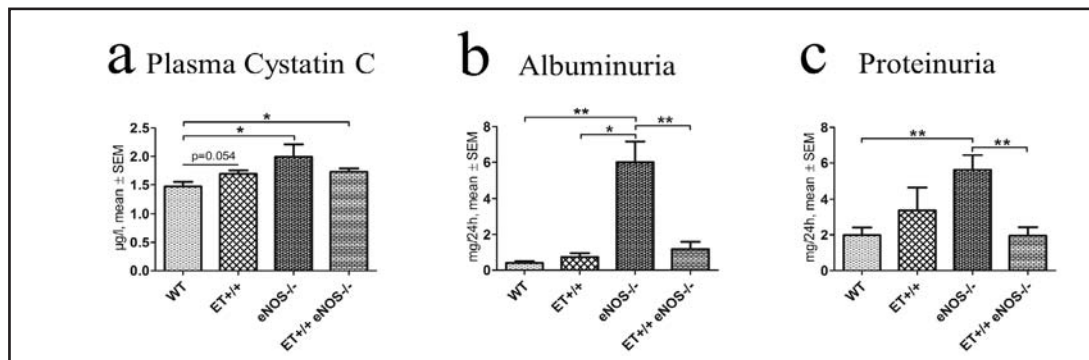 a Plasma Cystatin C
µg/l, mean ± SEM
2.5
2.0
1.5
1.0
0.5
0.0
p=0.054
*
*
WT
ET+/+
eNOS-/-
ET+/+ eNOS-/-
b Albuminuria
mg/24h, mean ± SEM
8
6
4
2
0
**
*
**
WT
ET+/+
eNOS-/-
ET+/+ eNOS-/-
c Proteinuria
mg/24h, mean ± SEM
8
6
4
2
0
**
**
WT
ET+/+
eNOS-/-
ET+/+ eNOS-/-